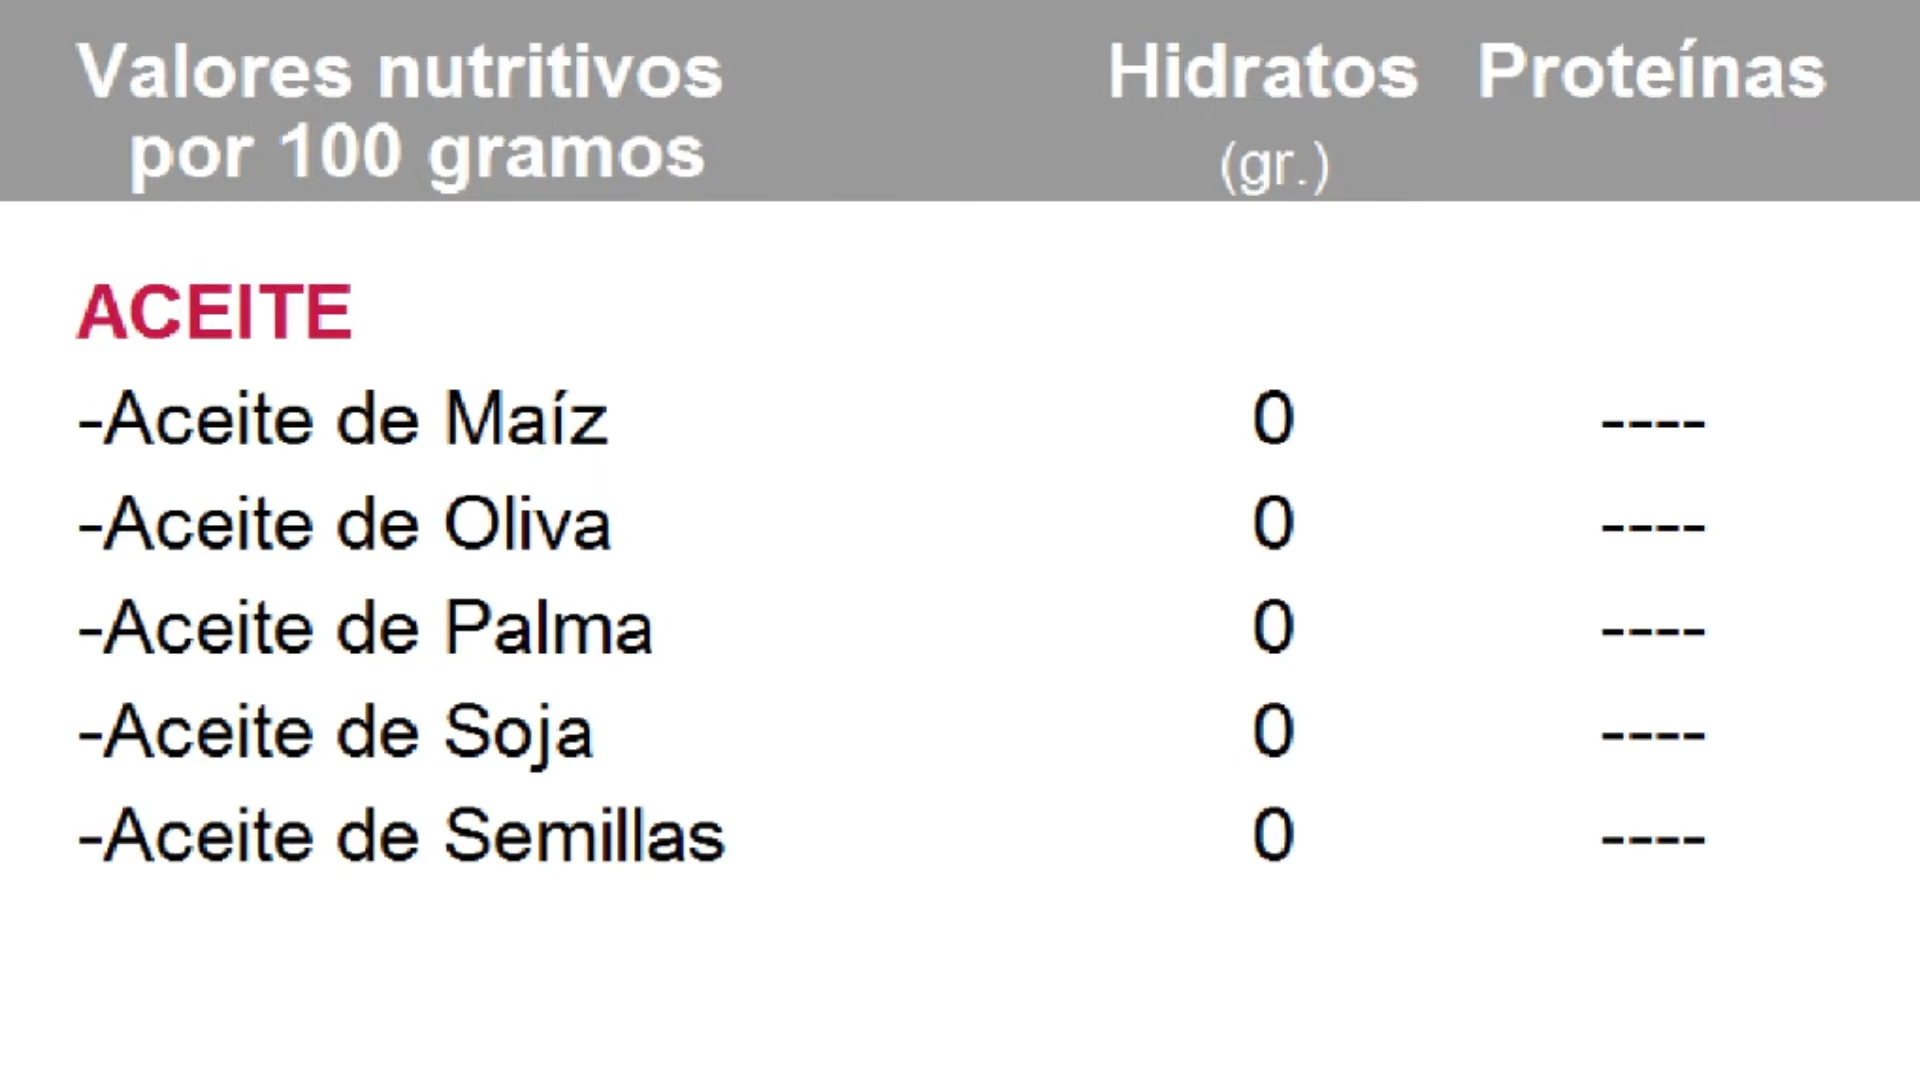 Valores nutritivos Hidratos Proteínas
por 100 gramos (gr.)
ACEITE
-Aceite de Maíz 0 ----
-Aceite de Oliva 0 ----
-Aceite de Palma 0 ----
-Aceite de Soja 0 ----
-Aceite de Semillas 0 ----